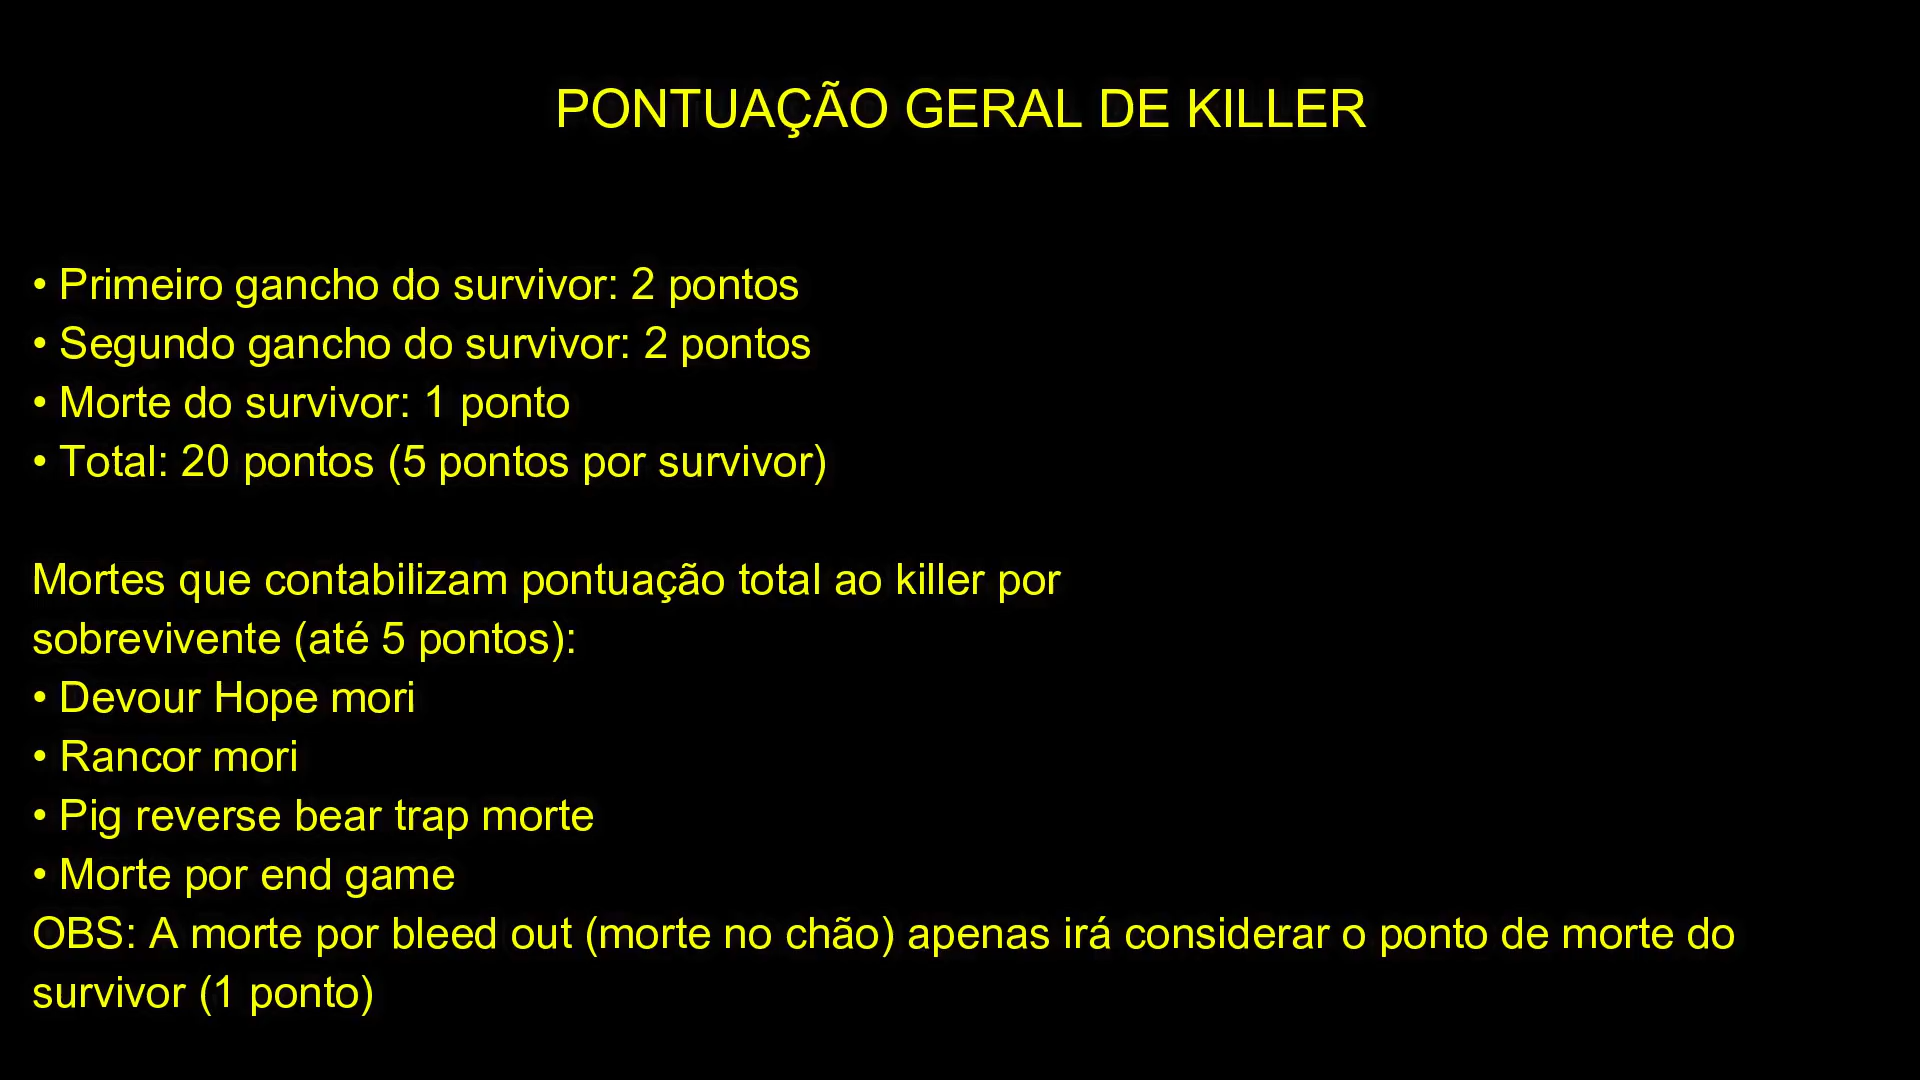 PONTUAÇÃO GERAL DE KILLER
• Primeiro gancho do survivor: 2 pontos
• Segundo gancho do survivor: 2 pontos
• Morte do survivor: 1 ponto
• Total: 20 pontos (5 pontos por survivor)
Mortes que contabilizam pontuação total ao killer por
sobrevivente (até 5 pontos):
• Devour Hope mori
• Rancor mori
• Pig reverse bear trap morte
• Morte por end game
OBS: A morte por bleed out (morte no chão) apenas irá considerar o ponto de morte do
survivor (1 ponto)